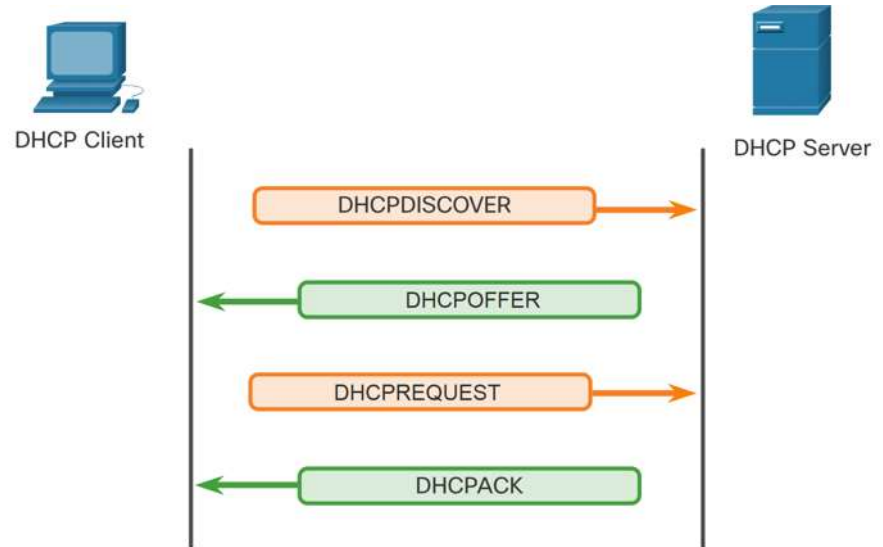 DHCP Client
DHCP Server
DHCPDISCOVER
DHCPOFFER
DHCPREQUEST
DHCPACK